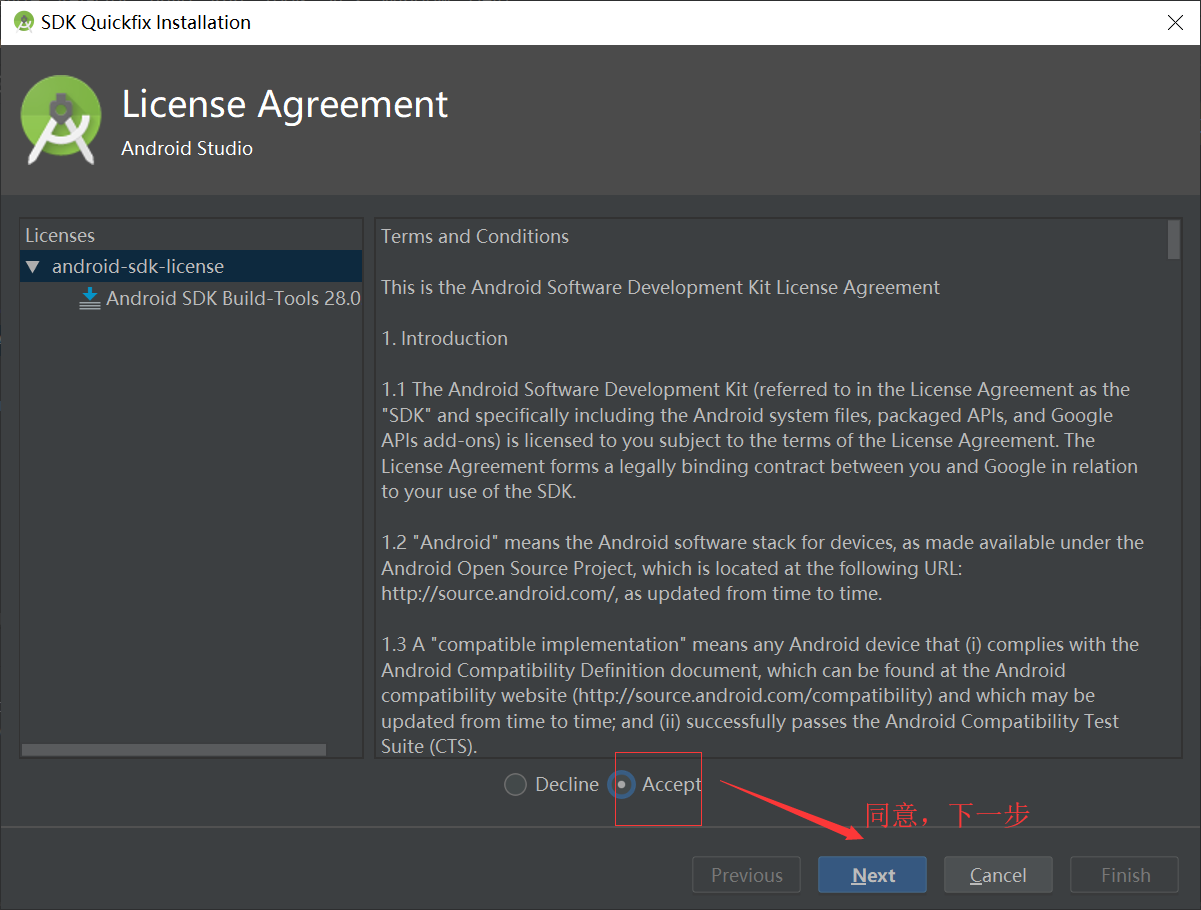 SDK Quickfix Installation
License Agreement
Android Studio
Licenses
android-sdk-license
Android SDK Build-Tools 28.0
Terms and Conditions
This is the Android Software Development Kit License Agreement
1. Introduction
1.1 The Android Software Development Kit (referred to in the License Agreement as the
"SDK" and specifically including the Android system files, packaged APIs, and Google
APIs add-ons) is licensed to you subject to the terms of the License Agreement. The
License Agreement forms a legally binding contract between you and Google in relation
to your use of the SDK.
1.2 "Android" means the Android software stack for devices, as made available under the
Android Open Source Project, which is located at the following URL:
http://source.android.com/, as updated from time to time.
1.3 A "compatible implementation" means any Android device that (i) complies with the
Android Compatibility Definition document, which can be found at the Android
compatibility website (http://source.android.com/compatibility) and which may be
updated from time to time; and (ii) successfully passes the Android Compatibility Test
Suite (CTS).
Decline
Accept
同意，下一步
Previous
Next
Cancel
Finish